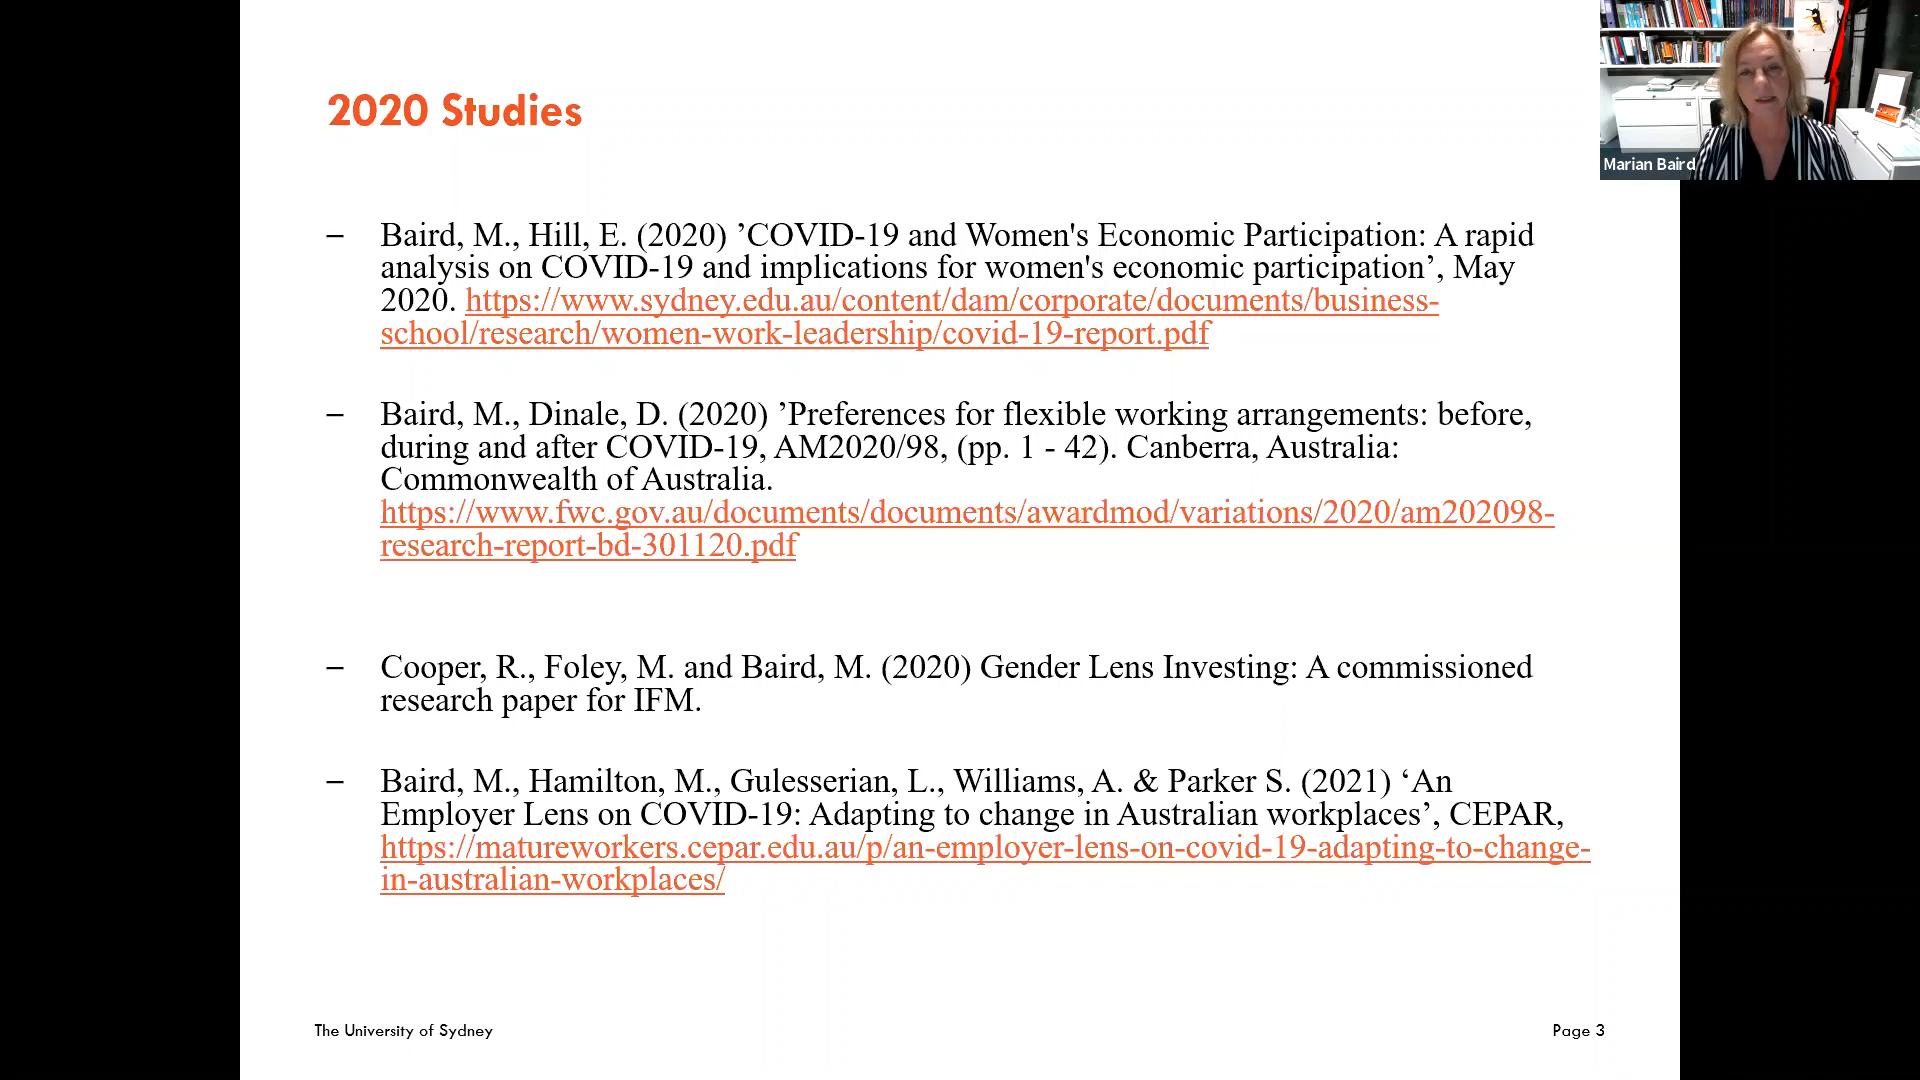 2020 Studies
Marian Baird
– Baird, M., Hill, E. (2020) ’COVID-19 and Women's Economic Participation: A rapid
analysis on COVID-19 and implications for women's economic participation’, May
2020. https://www.sydney.edu.au/content/dam/corporate/documents/business-
school/research/women-work-leadership/covid-19-report.pdf
– Baird, M., Dinale, D. (2020) ’Preferences for flexible working arrangements: before,
during and after COVID-19, AM2020/98, (pp. 1 - 42). Canberra, Australia:
Commonwealth of Australia.
https://www.fwc.gov.au/documents/documents/awardmod/variations/2020/am202098-
research-report-bd-301120.pdf
– Cooper, R., Foley, M. and Baird, M. (2020) Gender Lens Investing: A commissioned
research paper for IFM.
– Baird, M., Hamilton, M., Gulesserian, L., Williams, A. & Parker S. (2021) ‘An
Employer Lens on COVID-19: Adapting to change in Australian workplaces’, CEPAR,
https://matureworkers.cepar.edu.au/p/an-employer-lens-on-covid-19-adapting-to-change-
in-australian-workplaces/
The University of Sydney
Page 3